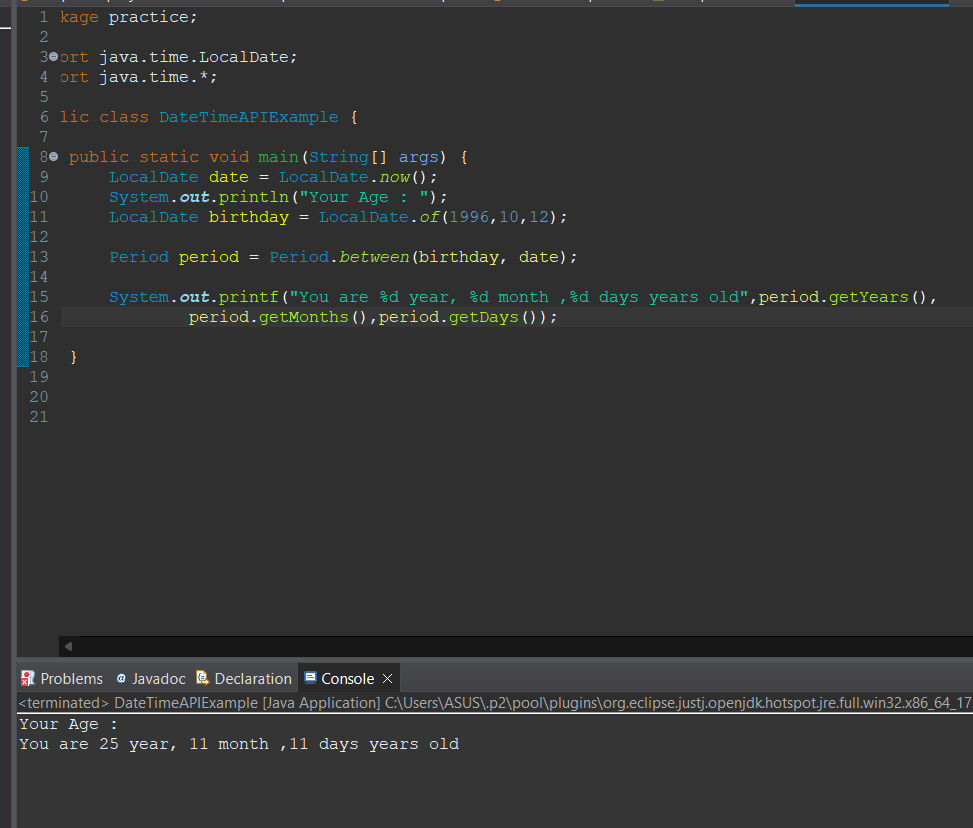 1 kage practice;
2
3 ort java.time.LocalDate;
4 ort java.time.*;
5
6 lic class DateTimeAPIExample {
7
8 public static void main(String[] args) {
9 LocalDate date = LocalDate.now();
10 System.out.println("Your Age : ");
11 LocalDate birthday = LocalDate.of(1996,10,12);
12
13 Period period = Period.between(birthday, date);
14
15 System.out.printf("You are %d year, %d month ,%d days years old",period.getYears(),
16 period.getMonths(),period.getDays());
17
18 }
19
20
21
Problems Javadoc Declaration Console
<terminated> DateTimeAPIExample [Java Application] C:\Users\ASUS\.p2\pool\plugins\org.eclipse.justj.openjdk.hotspot.jre.full.win32.x86_64_17
Your Age :
You are 25 year, 11 month ,11 days years old